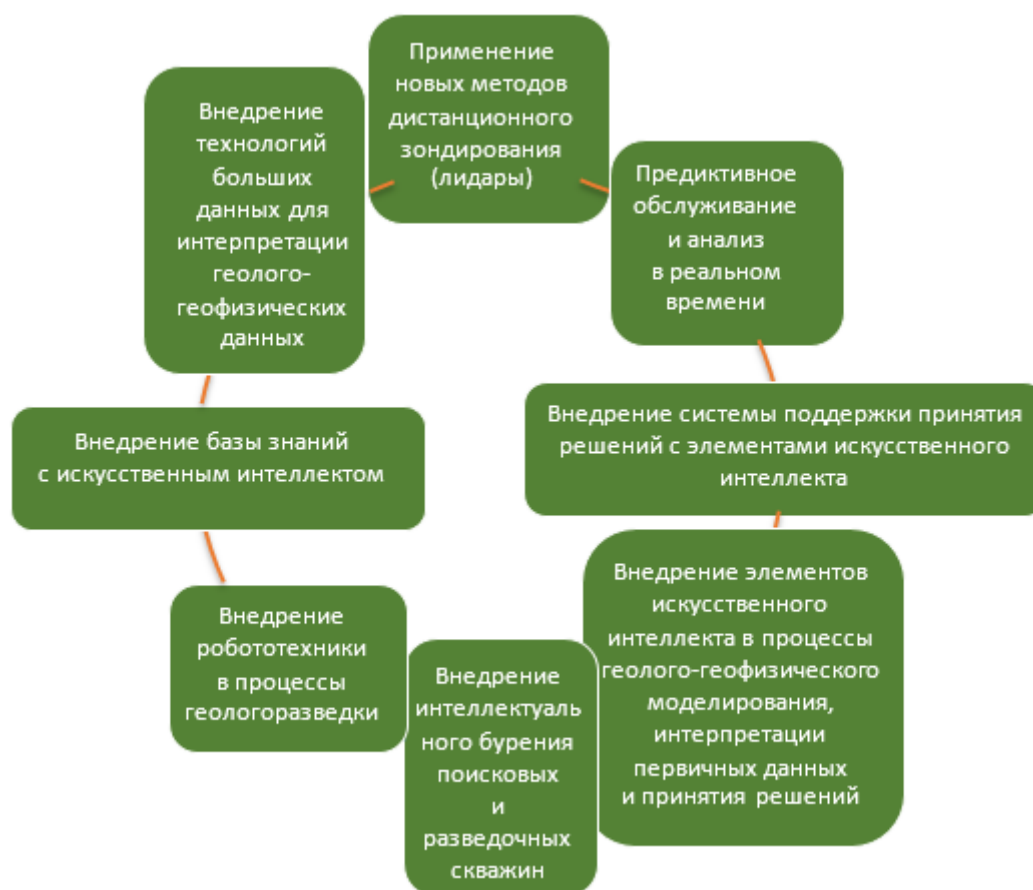 Применение
новых методов
дистанционного
зондирования
(лидары)
Предиктивное
обслуживание
и анализ
в реальном
времени
Внедрение системы поддержки принятия
решений с элементами искусственного
интеллекта
Внедрение элементов
искусственного
интеллекта в процессы
геолого-геофизического
моделирования,
интерпретации
первичных данных
и принятия решений
Внедрение
интеллектуаль
ного бурения
поисковых
и
разведочных
скважин
Внедрение
робототехники
в процессы
геологоразведки
Внедрение базы знаний
с искусственным интеллектом
Внедрение
технологий
больших
данных для
интерпретации
геолого-
геофизических
данных